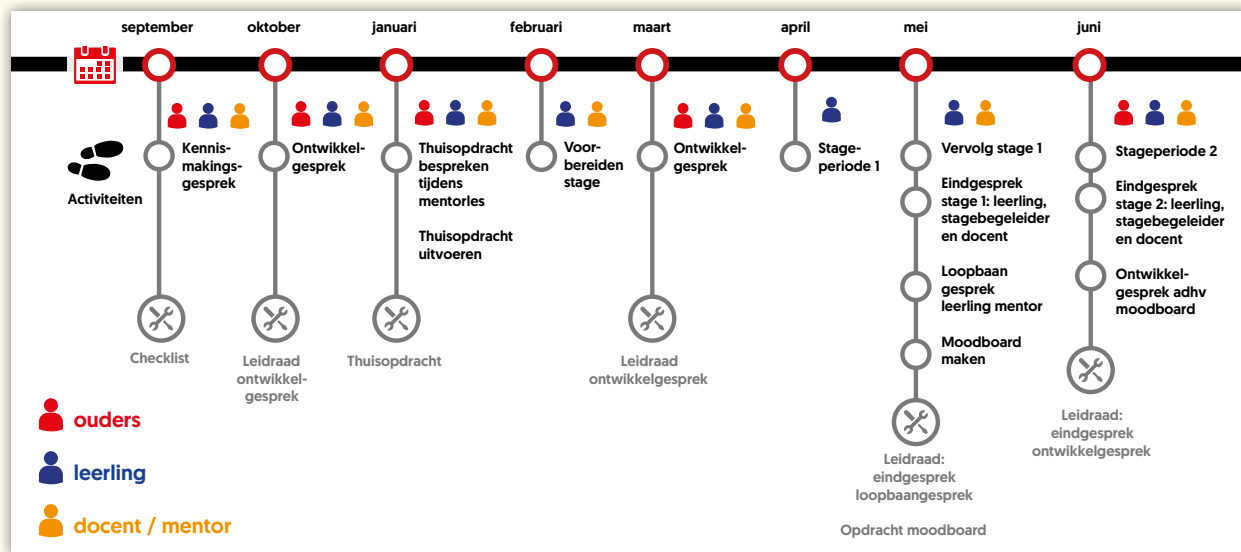 september
oktober
januari
februari
maart
april
mei
juni
Activiteiten
Kennis-
makings-
gesprek
Checklist
Ontwikkel-
gesprek
Leidraad
ontwikkel-
gesprek
Thuisopdracht
bespreken
tijdens
mentorles
Thuisopdracht
uitvoeren
Thuisopdracht
Voor-
bereiden
stage
Ontwikkel-
gesprek
Leidraad
ontwikkelgesprek
Stage-
periode 1
Vervolg stage 1
Eindgesprek
stage 1: leerling,
stagebegeleider
en docent
Loopbaan
gesprek
leerling mentor
Moodboard
maken
Leidraad:
eindgesprek
loopbaangesprek
Opdracht moodboard
Stageperiode 2
Eindgesprek
stage 2: leerling,
stagebegeleider
en docent
Ontwikkel-
gesprek adhv
moodboard
Leidraad:
eindgesprek
ontwikkelgesprek
ouders
leerling
docent / mentor